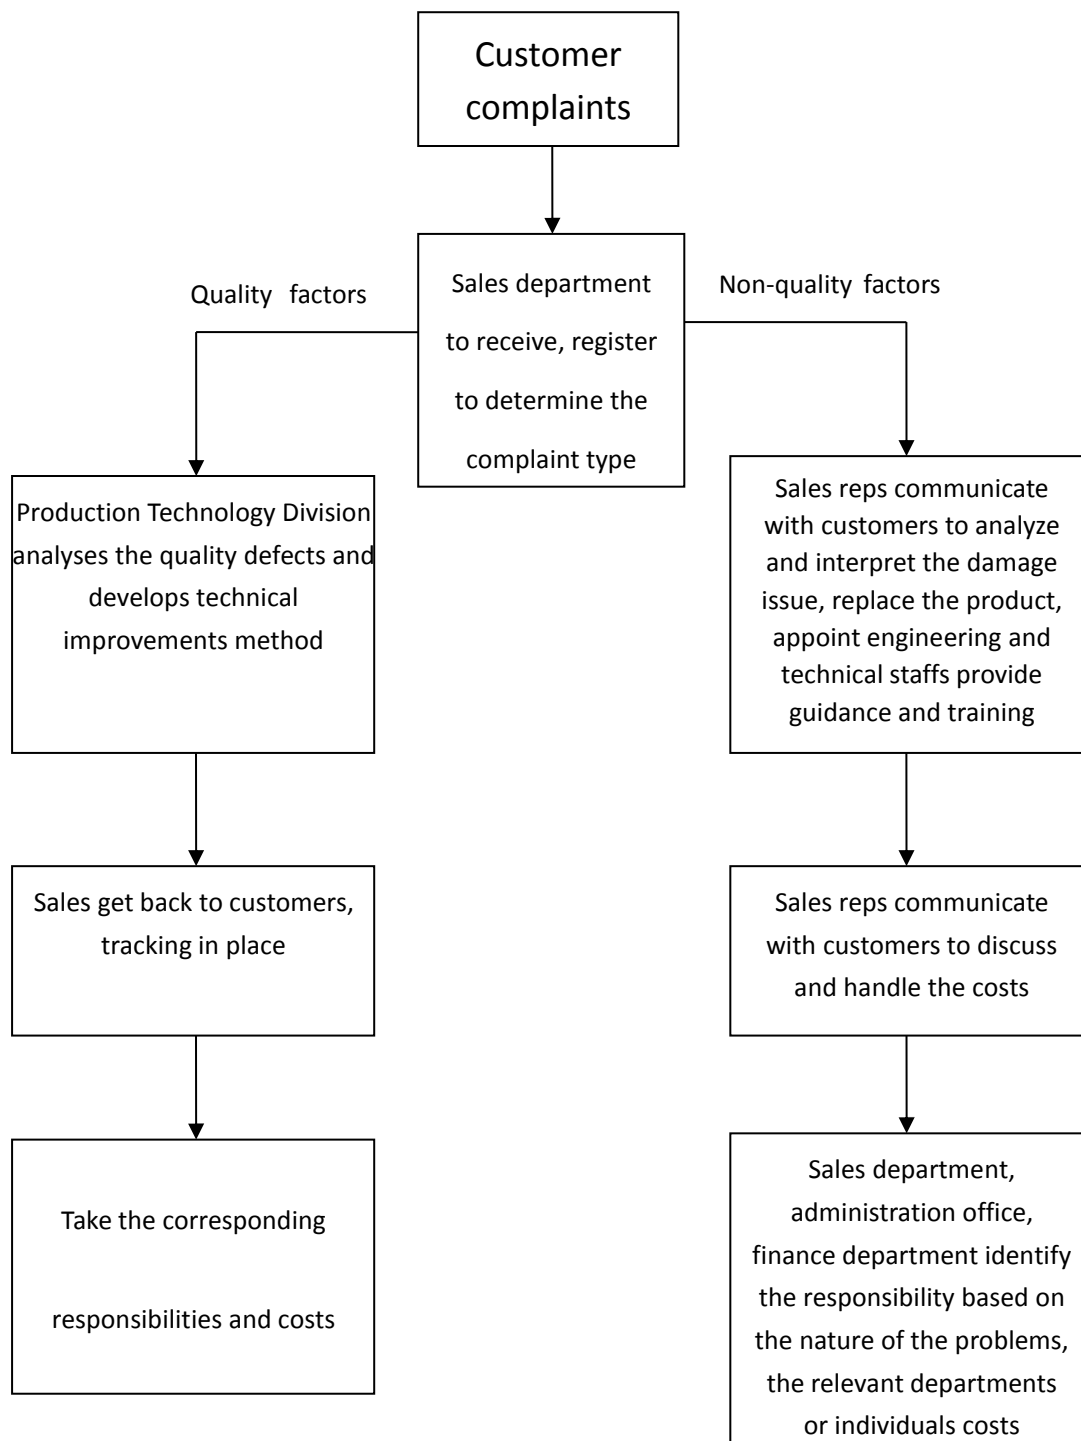 Customer
complaints
Quality factors
Non-quality factors
Sales department
to receive, register
to determine the
complaint type
Production Technology Division
analyses the quality defects and
develops technical
improvements method
Sales reps communicate
with customers to analyze
and interpret the damage
issue, replace the product,
appoint engineering and
technical staffs provide
guidance and training
Sales get back to customers,
tracking in place
Sales reps communicate
with customers to discuss
and handle the costs
Take the corresponding
responsibilities and costs
Sales department,
administration office,
finance department identify
the responsibility based on
the nature of the problems,
the relevant departments
or individuals costs